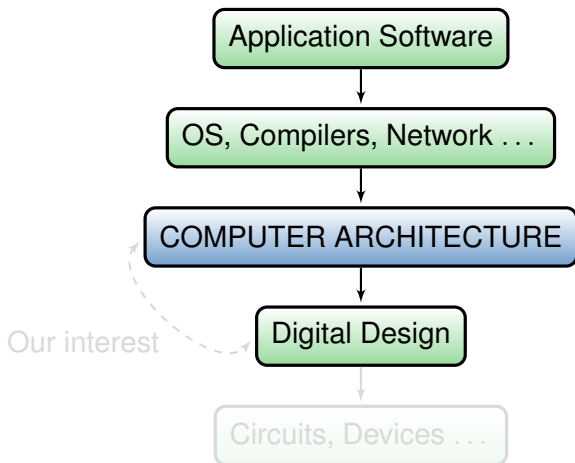 Application Software
OS, Compilers, Network . . .
COMPUTER ARCHITECTURE
Digital Design
Our interest
Circuits, Devices . . .